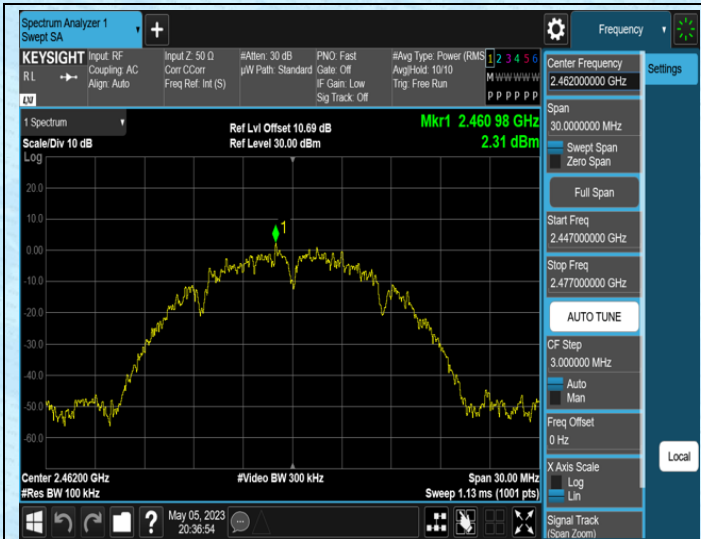 Spectrum Analyzer 1
Swept SA
+
Frequency
KEYSIGHT
R L
LXI
Input: RF
Coupling: AC
Align: Auto
Input Z: 50 Ω
Corr CCorr
Freq Ref: Int (S)
#Atten: 30 dB
µW Path: Standard
PNO: Fast
Gate: Off
IF Gain: Low
Sig Track: Off
#Avg Type: Power (RMS
Avg|Hold: 10/10
Trig: Free Run
1 2 3 4 5 6
M W W W W W
P P P P P P
1 Spectrum
Scale/Div 10 dB
Ref Lvl Offset 10.69 dB
Ref Level 30.00 dBm
Mkr1 2.460 98 GHz
2.31 dBm
Log
20.0
10.0
0.00
-10.0
-20.0
-30.0
-40.0
-50.0
-60.0
1
Center 2.46200 GHz
#Res BW 100 kHz
#Video BW 300 kHz
Span 30.00 MHz
Sweep 1.13 ms (1001 pts)
?
May 05, 2023
20:36:54
Center Frequency
2.462000000 GHz
Span
30.0000000 MHz
Swept Span
Zero Span
Full Span
Start Freq
2.447000000 GHz
Stop Freq
2.477000000 GHz
AUTO TUNE
CF Step
3.000000 MHz
Auto
Man
Freq Offset
0 Hz
X Axis Scale
Log
Lin
Signal Track
(Span Zoom)
Settings
Local